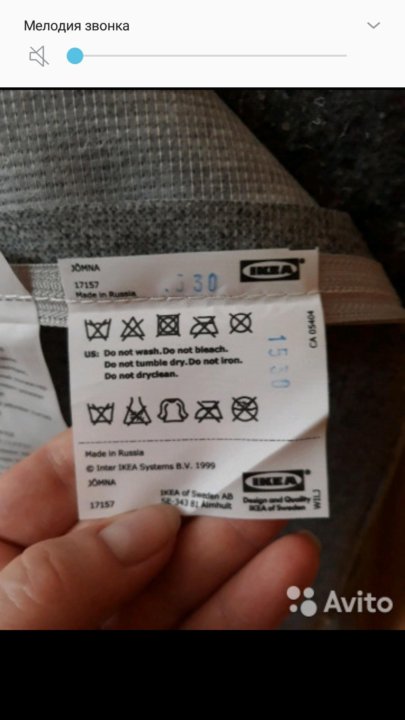 Мелодия звонка
JÖMNA
IKEA
17157
1530
Made in Russia
US: Do not wash.Do not bleach.
Do not tumble dry.Do not iron.
Do not dryclean.
1530
CA 05404
Made in Russia
© Inter IKEA Systems B.V. 1999
JÖMNA
17157
IKEA of Sweden AB
SE-343 81 Älmhult
IKEA
Design and Quality
IKEA of Sweden
Avito